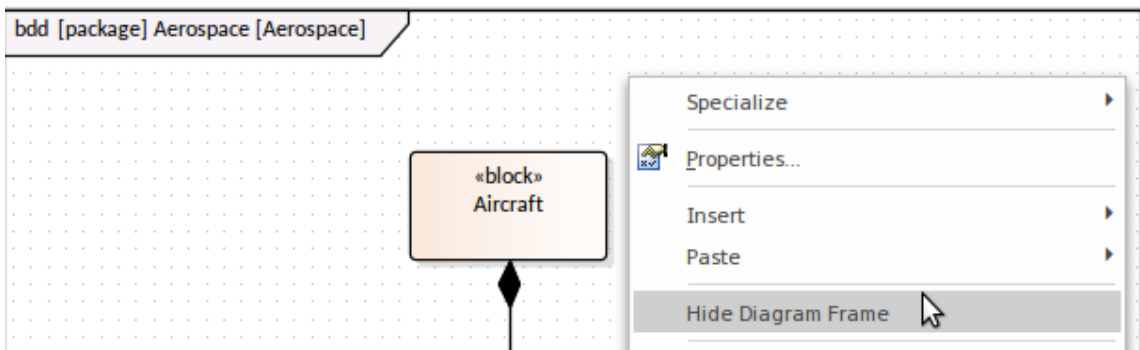 bdd [package] Aerospace [Aerospace]
«block»
Aircraft
Specialize
Properties...
Insert
Paste
Hide Diagram Frame